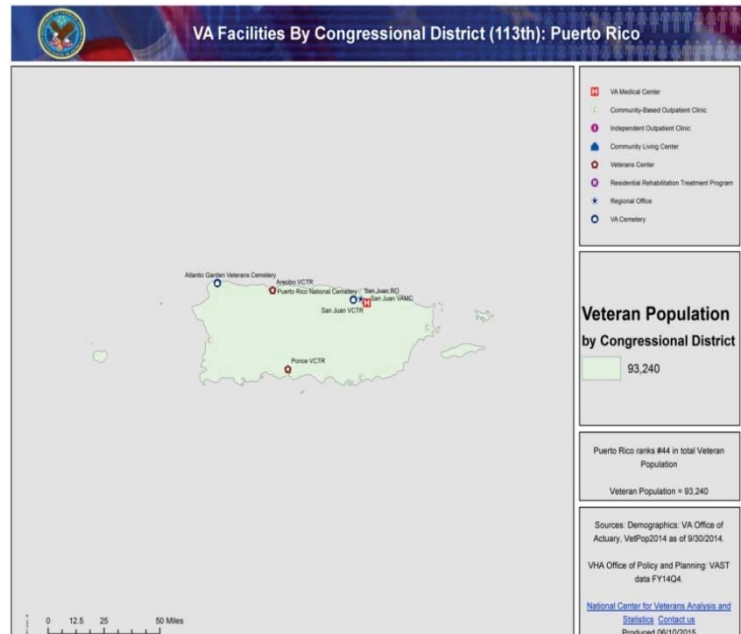 VA Facilities By Congressional District (113th): Puerto Rico
VA Medical Center
Community-Based Outpatient Clinic
Independent Outpatient Clinic
Community Living Center
Veterans Center
Residential Rehabilitation Treatment Program
Regional Office
VA Cemetery
Atlantic Garden Veterans Cemetery
Arecibo VCTR
Puerto Rico National Cemetery
San Juan RO
San Juan VAMC
San Juan VCTR
Ponce VCTR
Veteran Population
by Congressional District
93,240
Puerto Rico ranks #44 in total Veteran
Population
Veteran Population = 93,240
Sources: Demographics: VA Office of
Actuary, VetPop2014 as of 9/30/2014.
VHA Office of Policy and Planning: VAST
data FY14Q4.
National Center for Veterans Analysis and
Statistics Contact us
Produced 06/10/2015
0 12.5 25 50 Miles